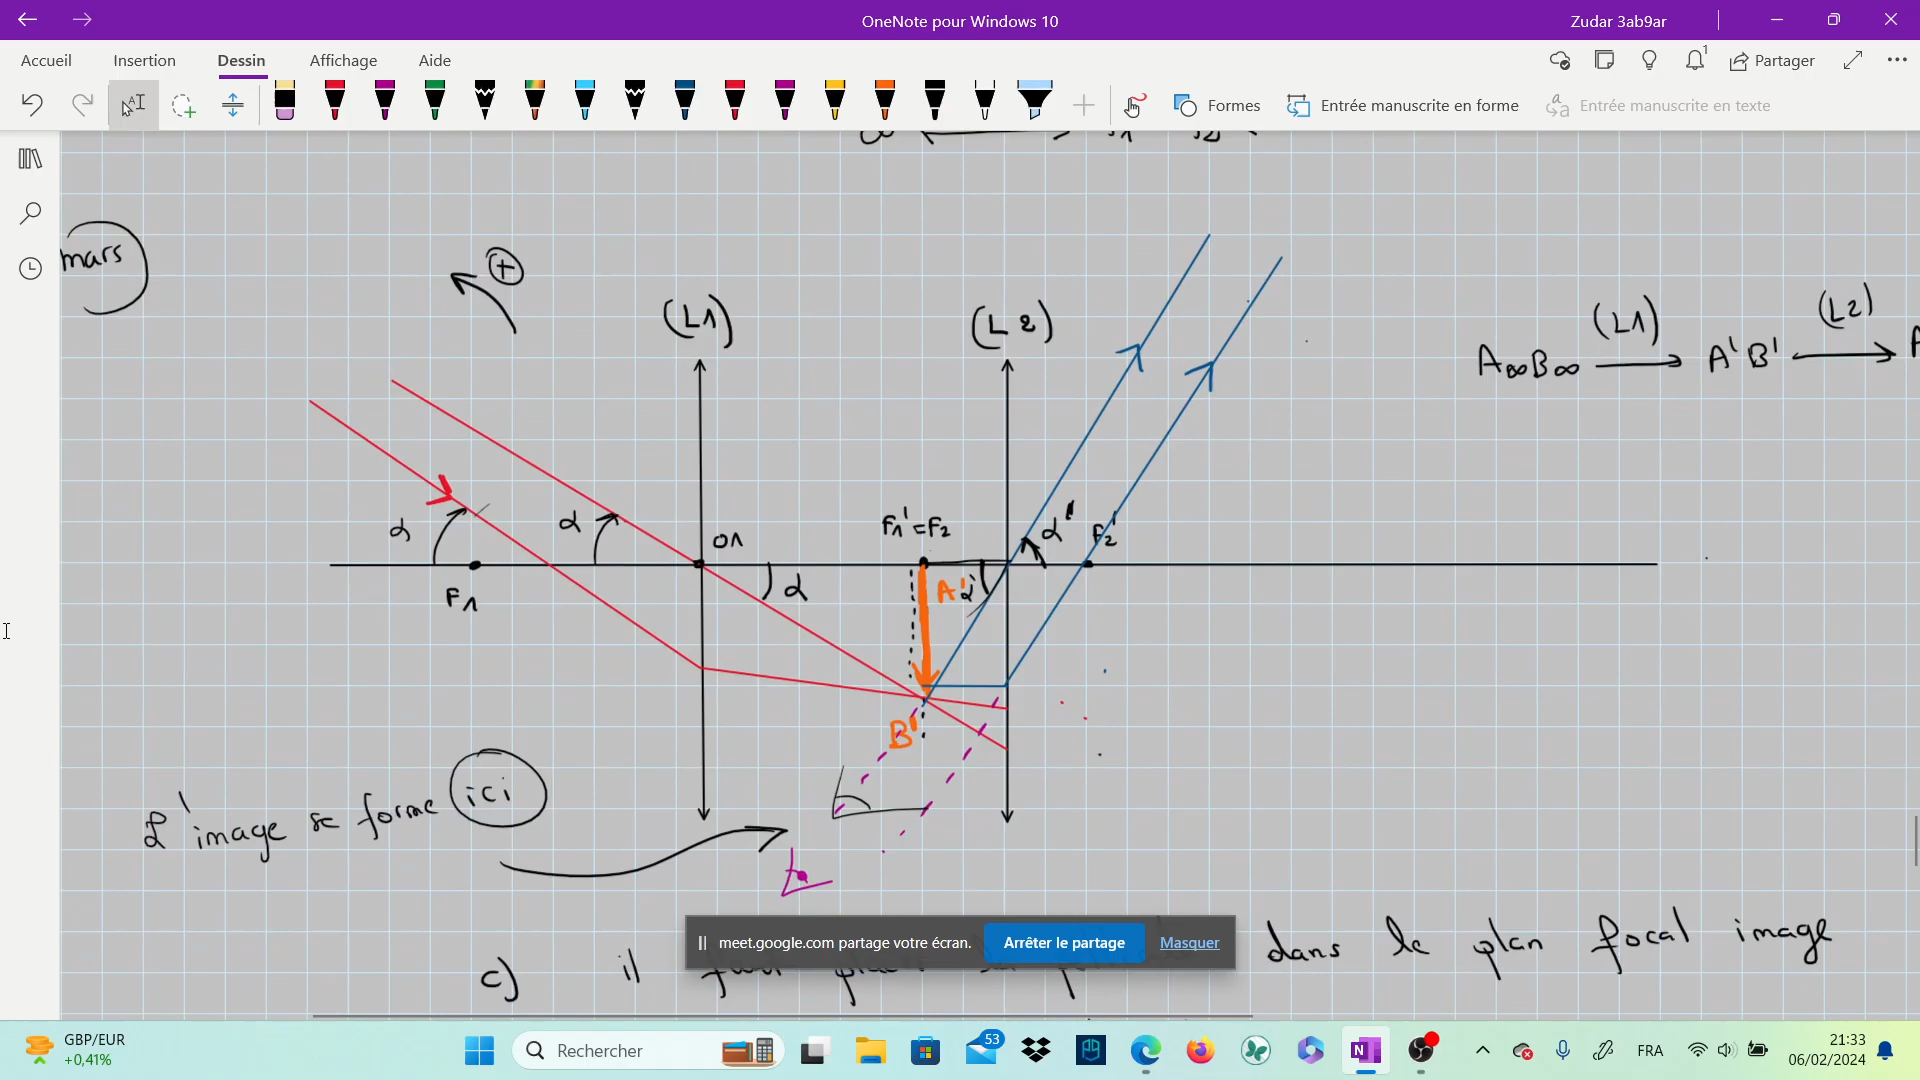 OneNote pour Windows 10
Zudar 3ab9ar
Accueil Insertion Dessin Affichage Aide
1
Partager
Formes
Entrée manuscrite en forme
Entrée manuscrite en texte
mars
+
(L1)
(L2)
(L1)
(L2)
A∞B∞ → A'B' →
α
α
O1
F1'=F2
α'
F2'
F1
α
A'
α'
B'
L'image se forme ici
c) il faut dans le plan focal image
meet.google.com partage votre écran.
Arrêter le partage
Masquer
GBP/EUR
+0,41%
Rechercher
53
FRA
21:33
06/02/2024